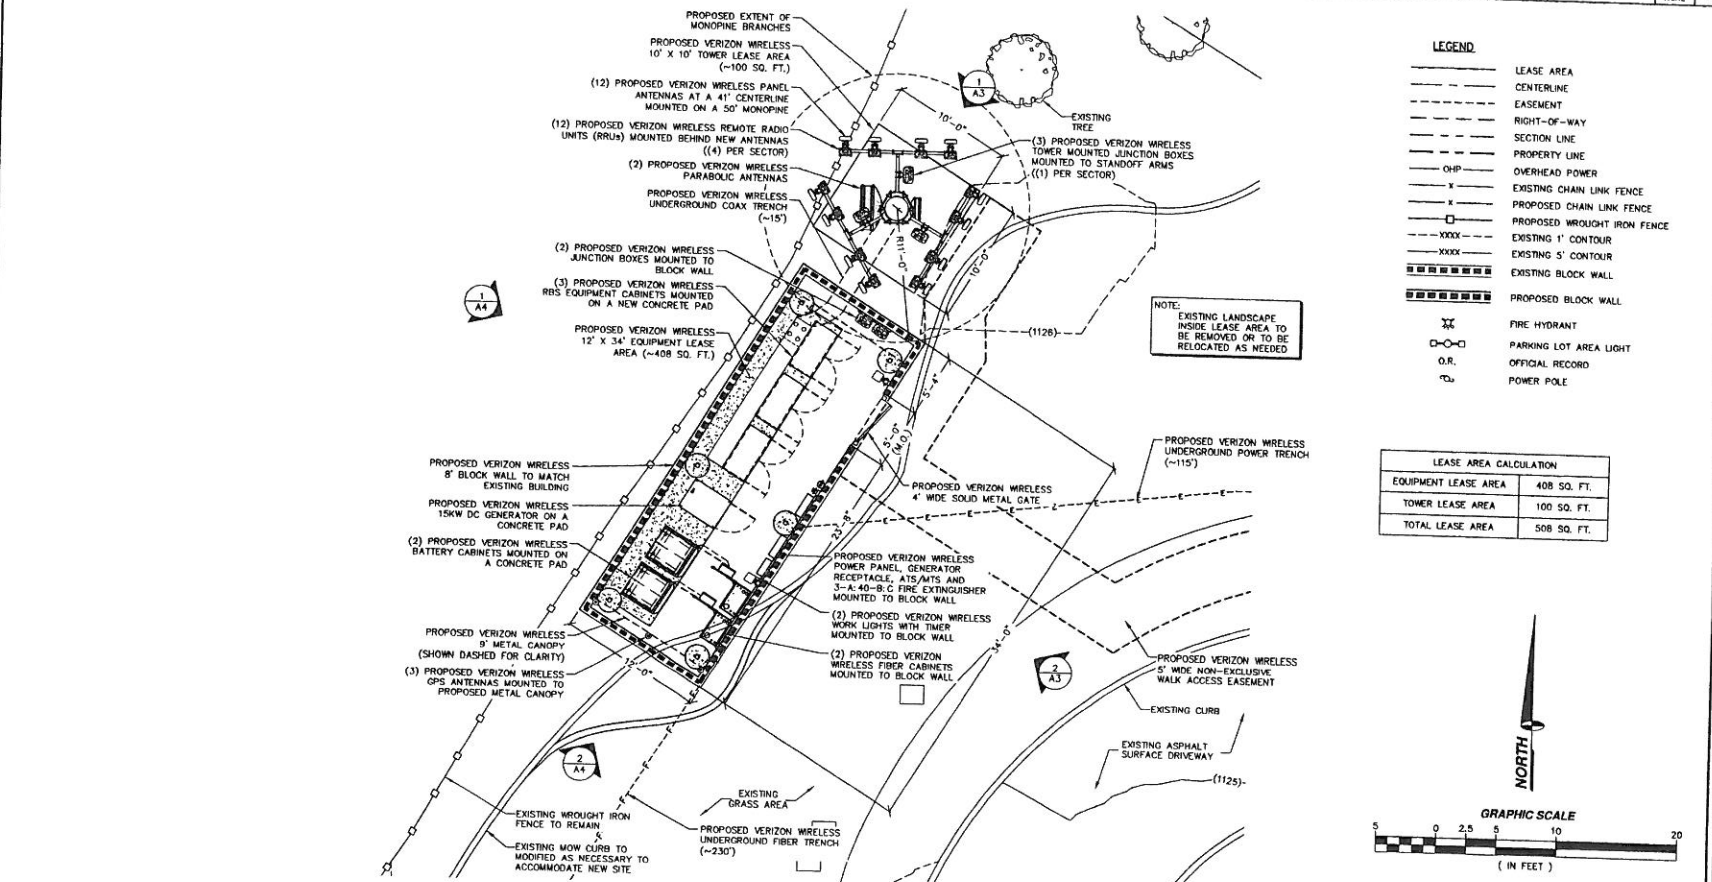 PROPOSED EXTENT OF
MONOPINE BRANCHES
PROPOSED VERIZON WIRELESS
10' X 10' TOWER LEASE AREA
(~100 SQ. FT.)
(12) PROPOSED VERIZON WIRELESS PANEL
ANTENNAS AT A 41' CENTERLINE
MOUNTED ON A 50' MONOPINE
(12) PROPOSED VERIZON WIRELESS REMOTE RADIO
UNITS (RRUs) MOUNTED BEHIND NEW ANTENNAS
((4) PER SECTOR)
(2) PROPOSED VERIZON WIRELESS
PARABOLIC ANTENNAS
PROPOSED VERIZON WIRELESS
UNDERGROUND COAX TRENCH
(~15')
(2) PROPOSED VERIZON WIRELESS
JUNCTION BOXES MOUNTED TO
BLOCK WALL
(3) PROPOSED VERIZON WIRELESS
RBS EQUIPMENT CABINETS MOUNTED
ON A NEW CONCRETE PAD
PROPOSED VERIZON WIRELESS
12' X 34' EQUIPMENT LEASE
AREA (~408 SQ. FT.)
PROPOSED VERIZON WIRELESS
8' BLOCK WALL TO MATCH
EXISTING BUILDING
PROPOSED VERIZON WIRELESS
15KW DC GENERATOR ON A
CONCRETE PAD
(2) PROPOSED VERIZON WIRELESS
BATTERY CABINETS MOUNTED ON
A CONCRETE PAD
PROPOSED VERIZON WIRELESS
9' METAL CANOPY
(SHOWN DASHED FOR CLARITY)
(3) PROPOSED VERIZON WIRELESS
GPS ANTENNAS MOUNTED TO
PROPOSED METAL CANOPY
EXISTING WROUGHT IRON
FENCE TO REMAIN
EXISTING MOW CURB TO
MODIFIED AS NECESSARY TO
ACCOMMODATE NEW SITE
1
A4
2
A4
1
A3
2
A3
EXISTING
TREE
(3) PROPOSED VERIZON WIRELESS
TOWER MOUNTED JUNCTION BOXES
MOUNTED TO STANDOFF ARMS
((1) PER SECTOR)
10'-0"
10'-0"
R11'-0"
5'-4"
5'-0"
(M.O.)
23'-8"
34'-0"
12'-0"
(1126)
NOTE:
EXISTING LANDSCAPE
INSIDE LEASE AREA TO
BE REMOVED OR TO BE
RELOCATED AS NEEDED
PROPOSED VERIZON WIRELESS
UNDERGROUND POWER TRENCH
(~115')
PROPOSED VERIZON WIRELESS
4' WIDE SOLID METAL GATE
E E E E E E
PROPOSED VERIZON WIRELESS
POWER PANEL, GENERATOR
RECEPTACLE, ATS/MTS AND
3-A:40-B:C FIRE EXTINGUISHER
MOUNTED TO BLOCK WALL
(2) PROPOSED VERIZON WIRELESS
WORK LIGHTS WITH TIMER
MOUNTED TO BLOCK WALL
(2) PROPOSED VERIZON
WIRELESS FIBER CABINETS
MOUNTED TO BLOCK WALL
PROPOSED VERIZON WIRELESS
5' WIDE NON-EXCLUSIVE
WALK ACCESS EASEMENT
EXISTING CURB
EXISTING ASPHALT
SURFACE DRIVEWAY
(1125)
EXISTING
GRASS AREA
PROPOSED VERIZON WIRELESS
UNDERGROUND FIBER TRENCH
(~230')
LEGEND
LEASE AREA
CENTERLINE
EASEMENT
RIGHT-OF-WAY
SECTION LINE
PROPERTY LINE
OHP OVERHEAD POWER
x EXISTING CHAIN LINK FENCE
x PROPOSED CHAIN LINK FENCE
PROPOSED WROUGHT IRON FENCE
XXXX EXISTING 1' CONTOUR
XXXX EXISTING 5' CONTOUR
EXISTING BLOCK WALL
PROPOSED BLOCK WALL
FIRE HYDRANT
PARKING LOT AREA LIGHT
O.R. OFFICIAL RECORD
POWER POLE
LEASE AREA CALCULATION
EQUIPMENT LEASE AREA 408 SQ. FT.
TOWER LEASE AREA 100 SQ. FT.
TOTAL LEASE AREA 508 SQ. FT.
NORTH
GRAPHIC SCALE
5 0 2.5 5 10 20
( IN FEET )